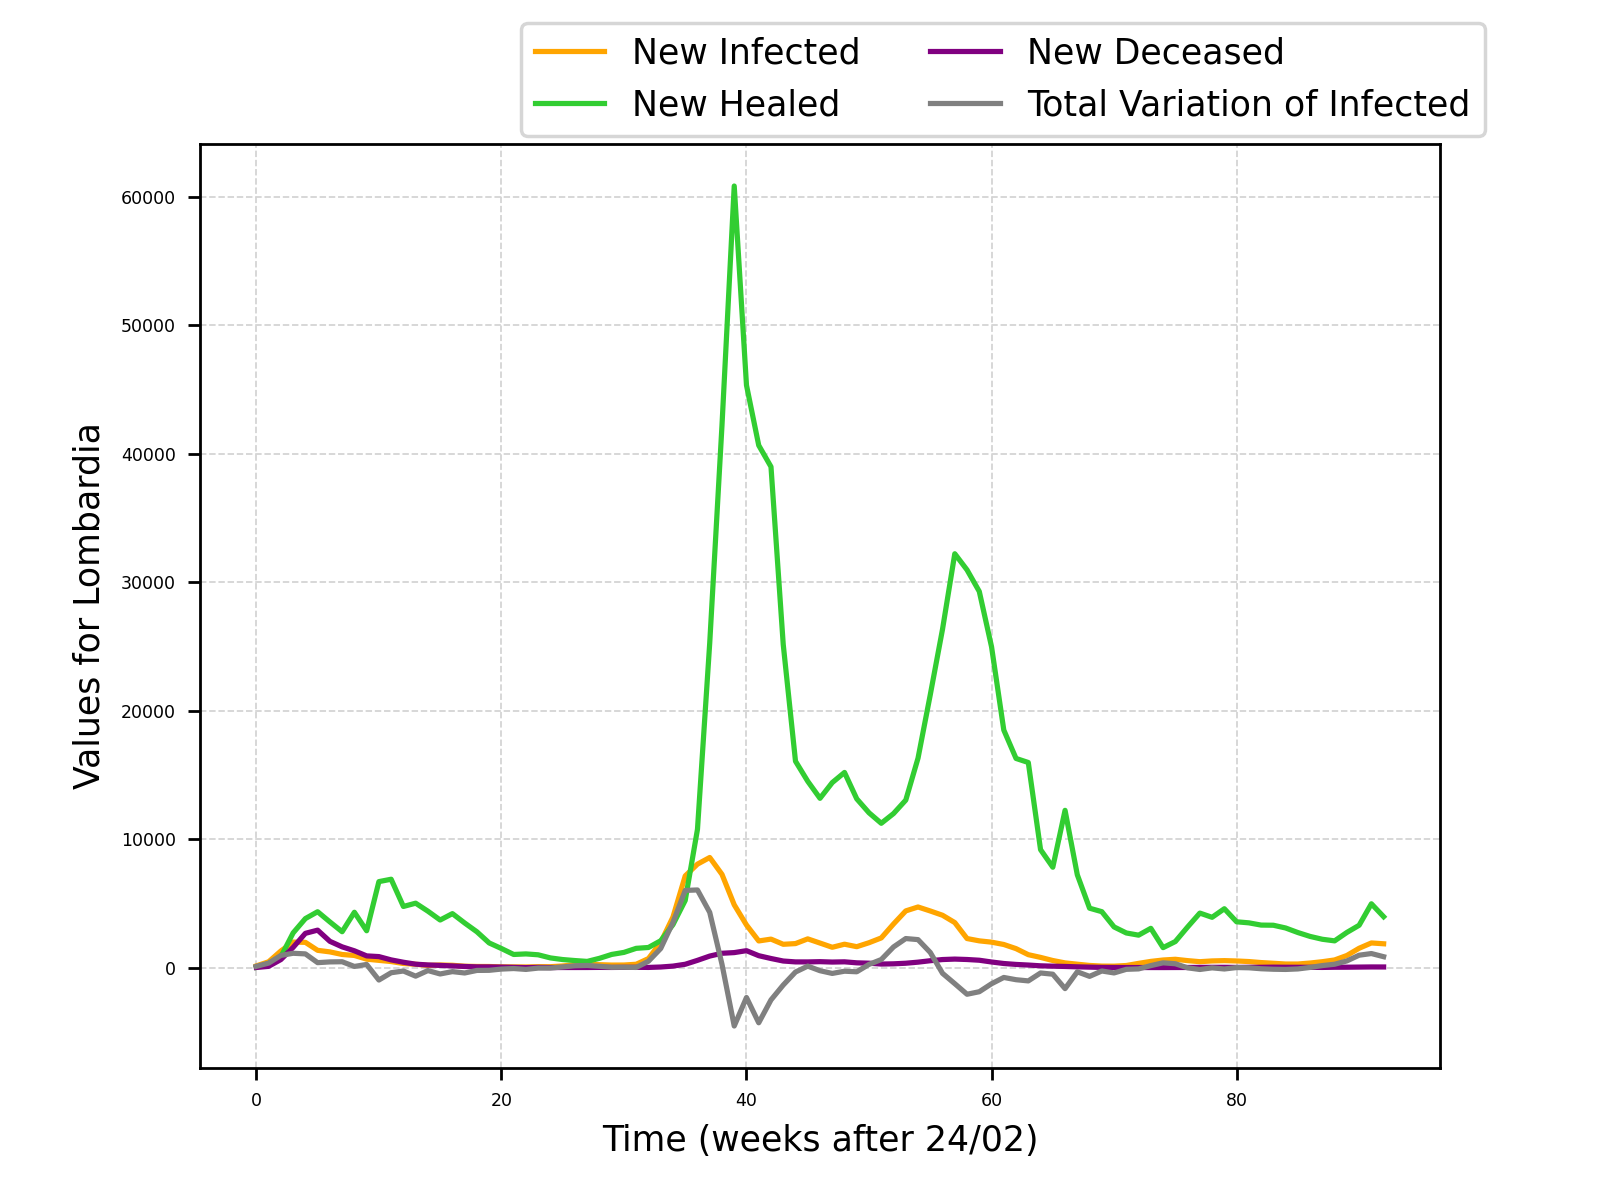 New Infected
New Healed
New Deceased
Total Variation of Infected
60000
50000
40000
30000
20000
10000
0
Values for Lombardia
0 20 40 60 80
Time (weeks after 24/02)